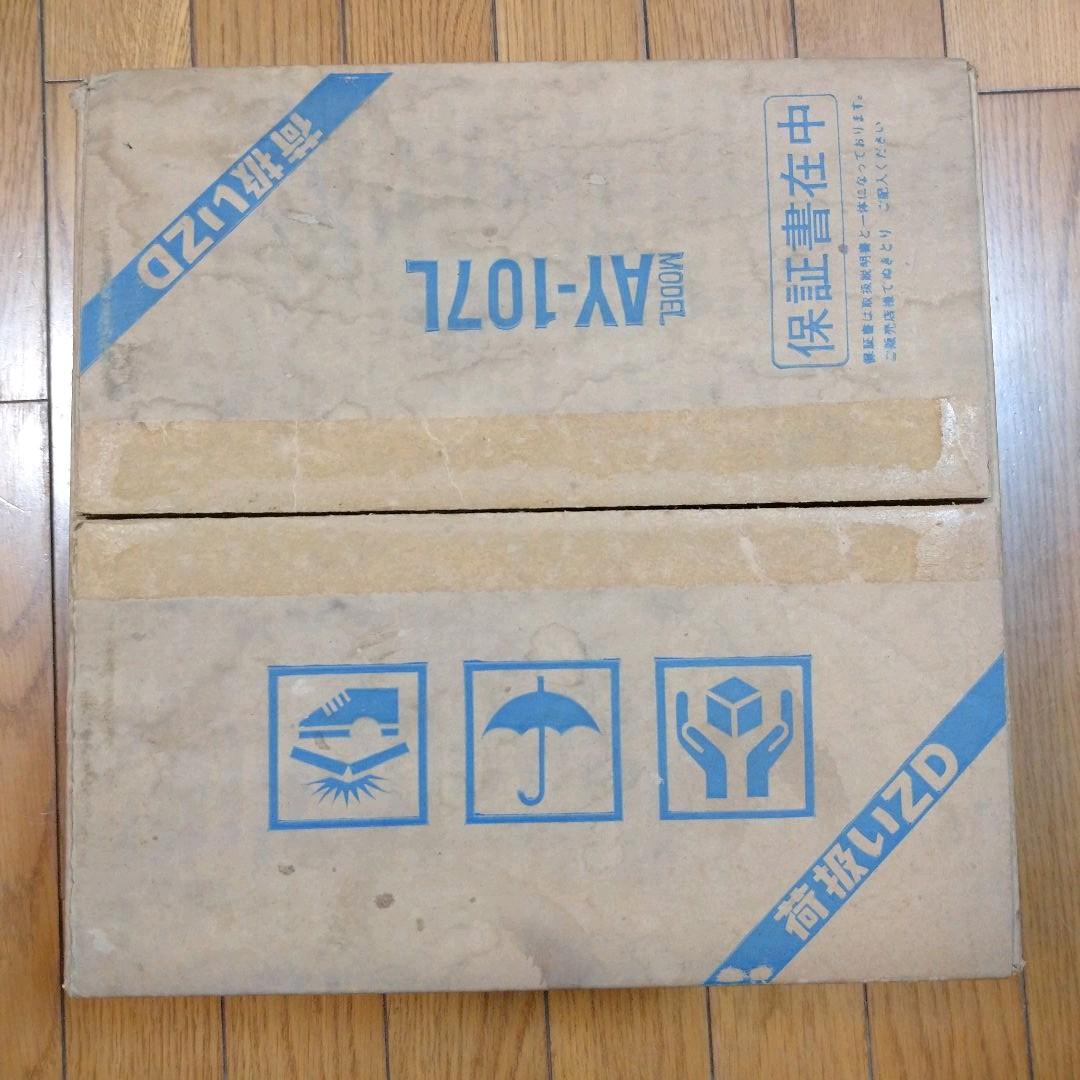 荷扱いZD
MODEL
AY-107L
保証書在中
保証書は取扱説明書と一体になっております。
ご販売店様でぬきとり ご記入ください
荷扱いZD